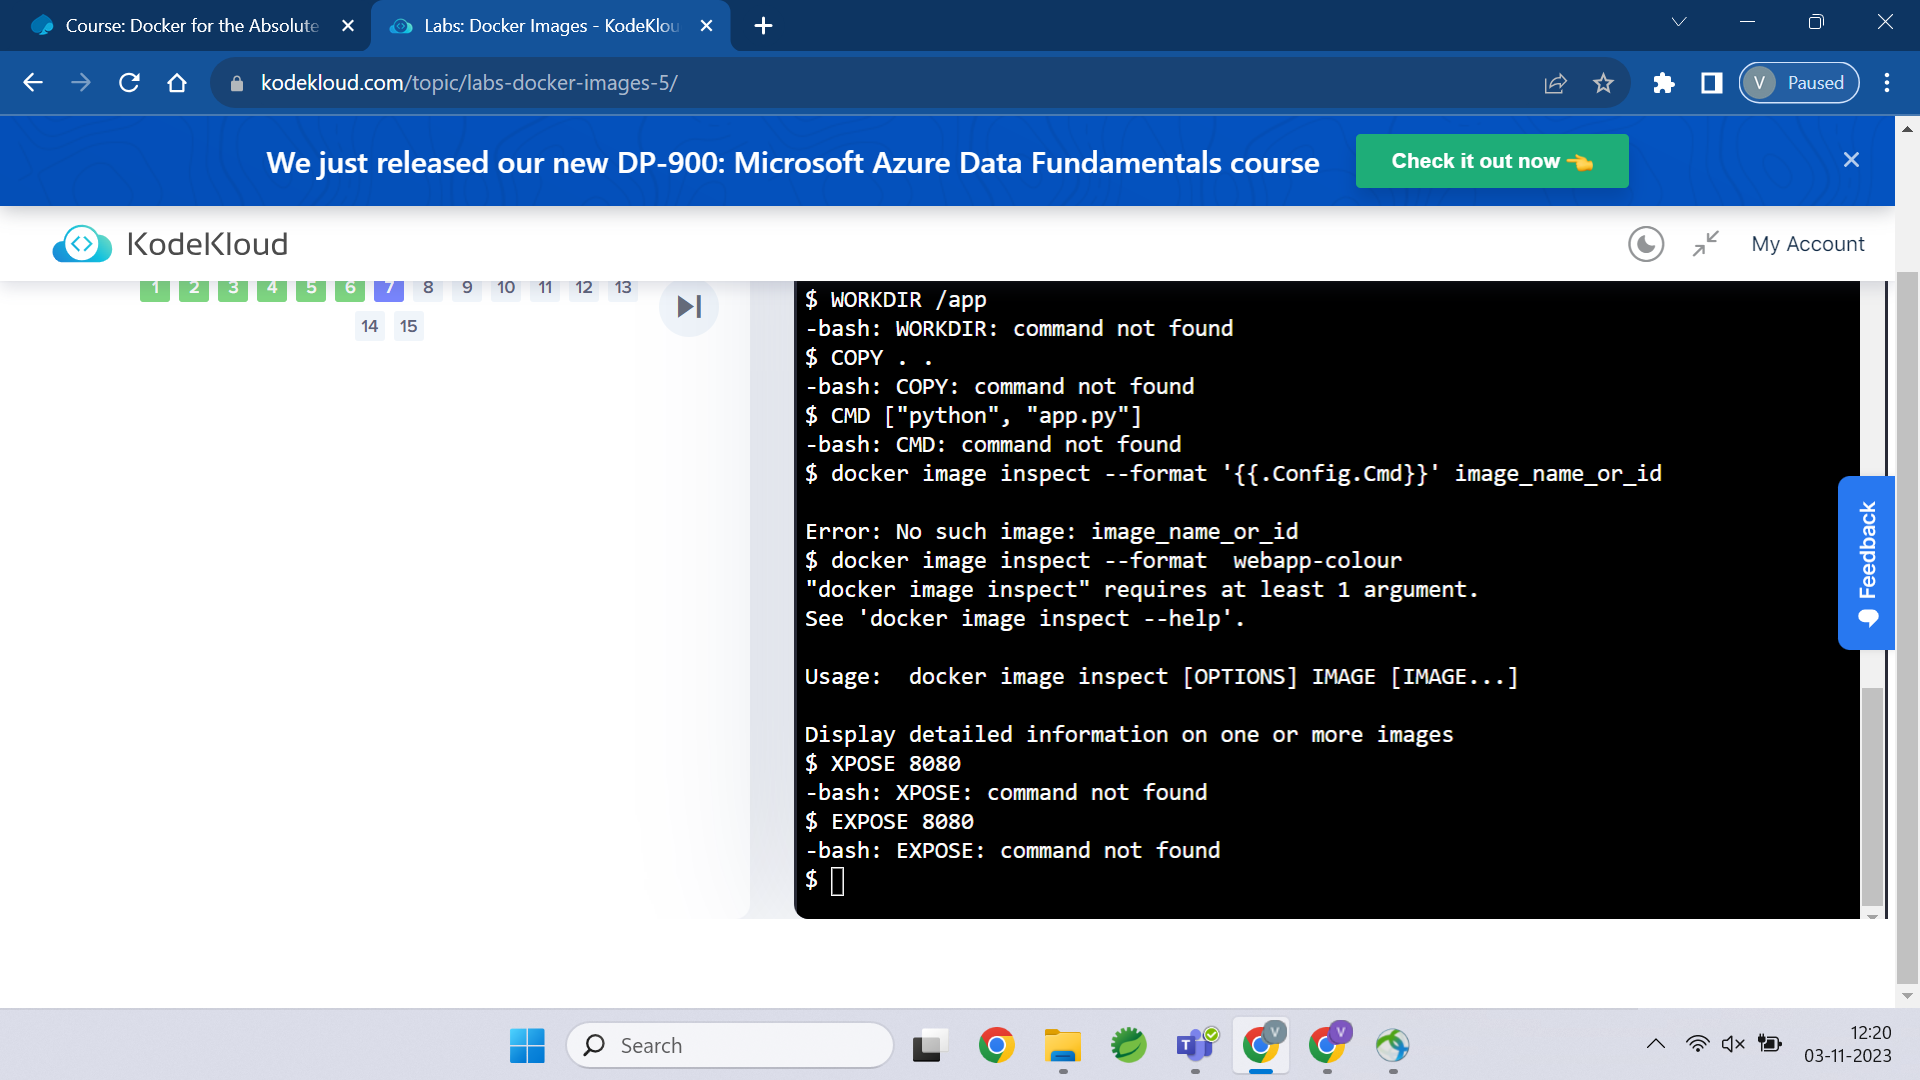 Course: Docker for the Absolute
Labs: Docker Images - KodeKlou
kodekloud.com/topic/labs-docker-images-5/
V Paused
We just released our new DP-900: Microsoft Azure Data Fundamentals course
Check it out now
KodeKloud
My Account
1 2 3 4 5 6 7 8 9 10 11 12 13
14 15
$ WORKDIR /app
-bash: WORKDIR: command not found
$ COPY . .
-bash: COPY: command not found
$ CMD ["python", "app.py"]
-bash: CMD: command not found
$ docker image inspect --format '{{.Config.Cmd}}' image_name_or_id
Error: No such image: image_name_or_id
$ docker image inspect --format  webapp-colour
"docker image inspect" requires at least 1 argument.
See 'docker image inspect --help'.
Usage:  docker image inspect [OPTIONS] IMAGE [IMAGE...]
Display detailed information on one or more images
$ XPOSE 8080
-bash: XPOSE: command not found
$ EXPOSE 8080
-bash: EXPOSE: command not found
$
Feedback
Search
T
V
V
12:20
03-11-2023